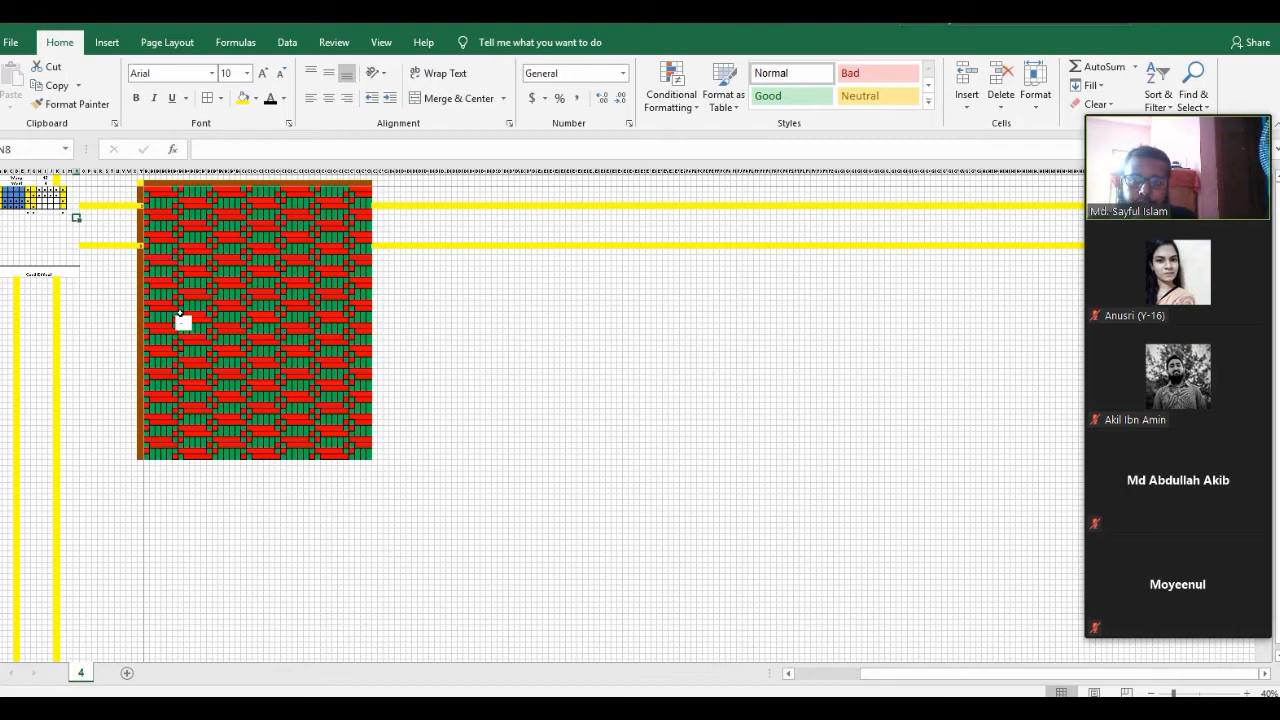 File Home Insert Page Layout Formulas Data Review View Help Tell me what you want to do Share
Cut
Copy
Format Painter
Paste
Clipboard
Arial 10
B I U
Font
Wrap Text
Merge & Center
Alignment
General
$ % ,
Number
Conditional Formatting
Format as Table
Normal Bad
Good Neutral
Styles
Insert Delete Format
Cells
AutoSum
Fill
Clear
Sort & Filter
Find & Select
N8
fx
Md. Sayful Islam
Anusri (Y-16)
Akil Ibn Amin
Md Abdullah Akib
Moyeenul
4
40%